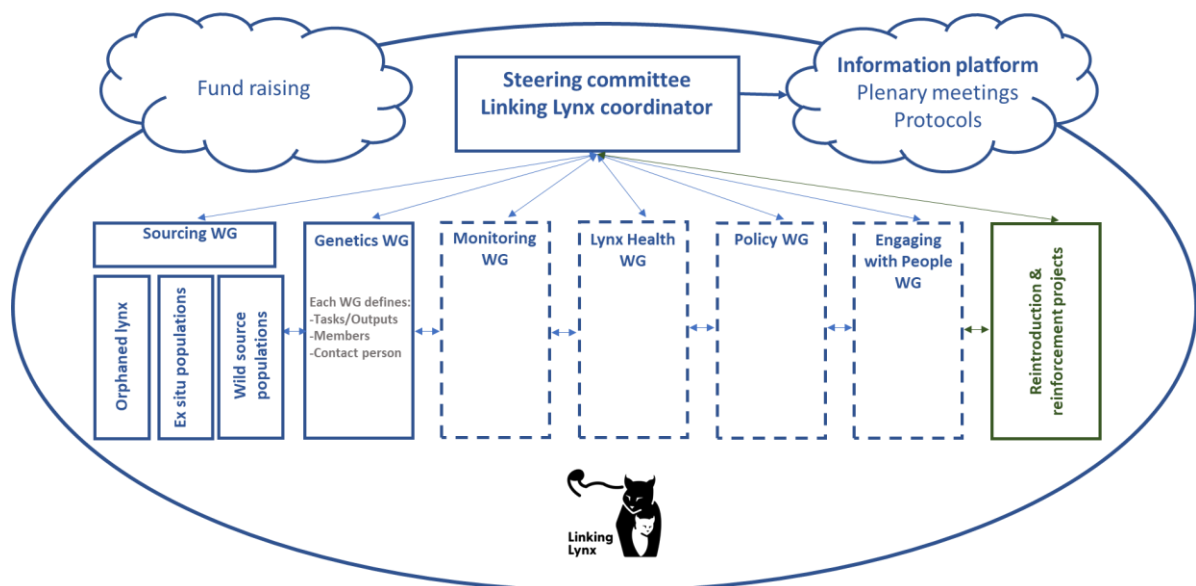 Fund raising
Steering committee
Linking Lynx coordinator
Information platform
Plenary meetings
Protocols
Sourcing WG
Orphaned lynx
Ex situ populations
Wild source
populations
Genetics WG
Each WG defines:
-Tasks/Outputs
-Members
-Contact person
Monitoring
WG
Lynx Health
WG
Policy WG
Engaging
with People
WG
Reintroduction &
reinforcement projects
Linking
Lynx